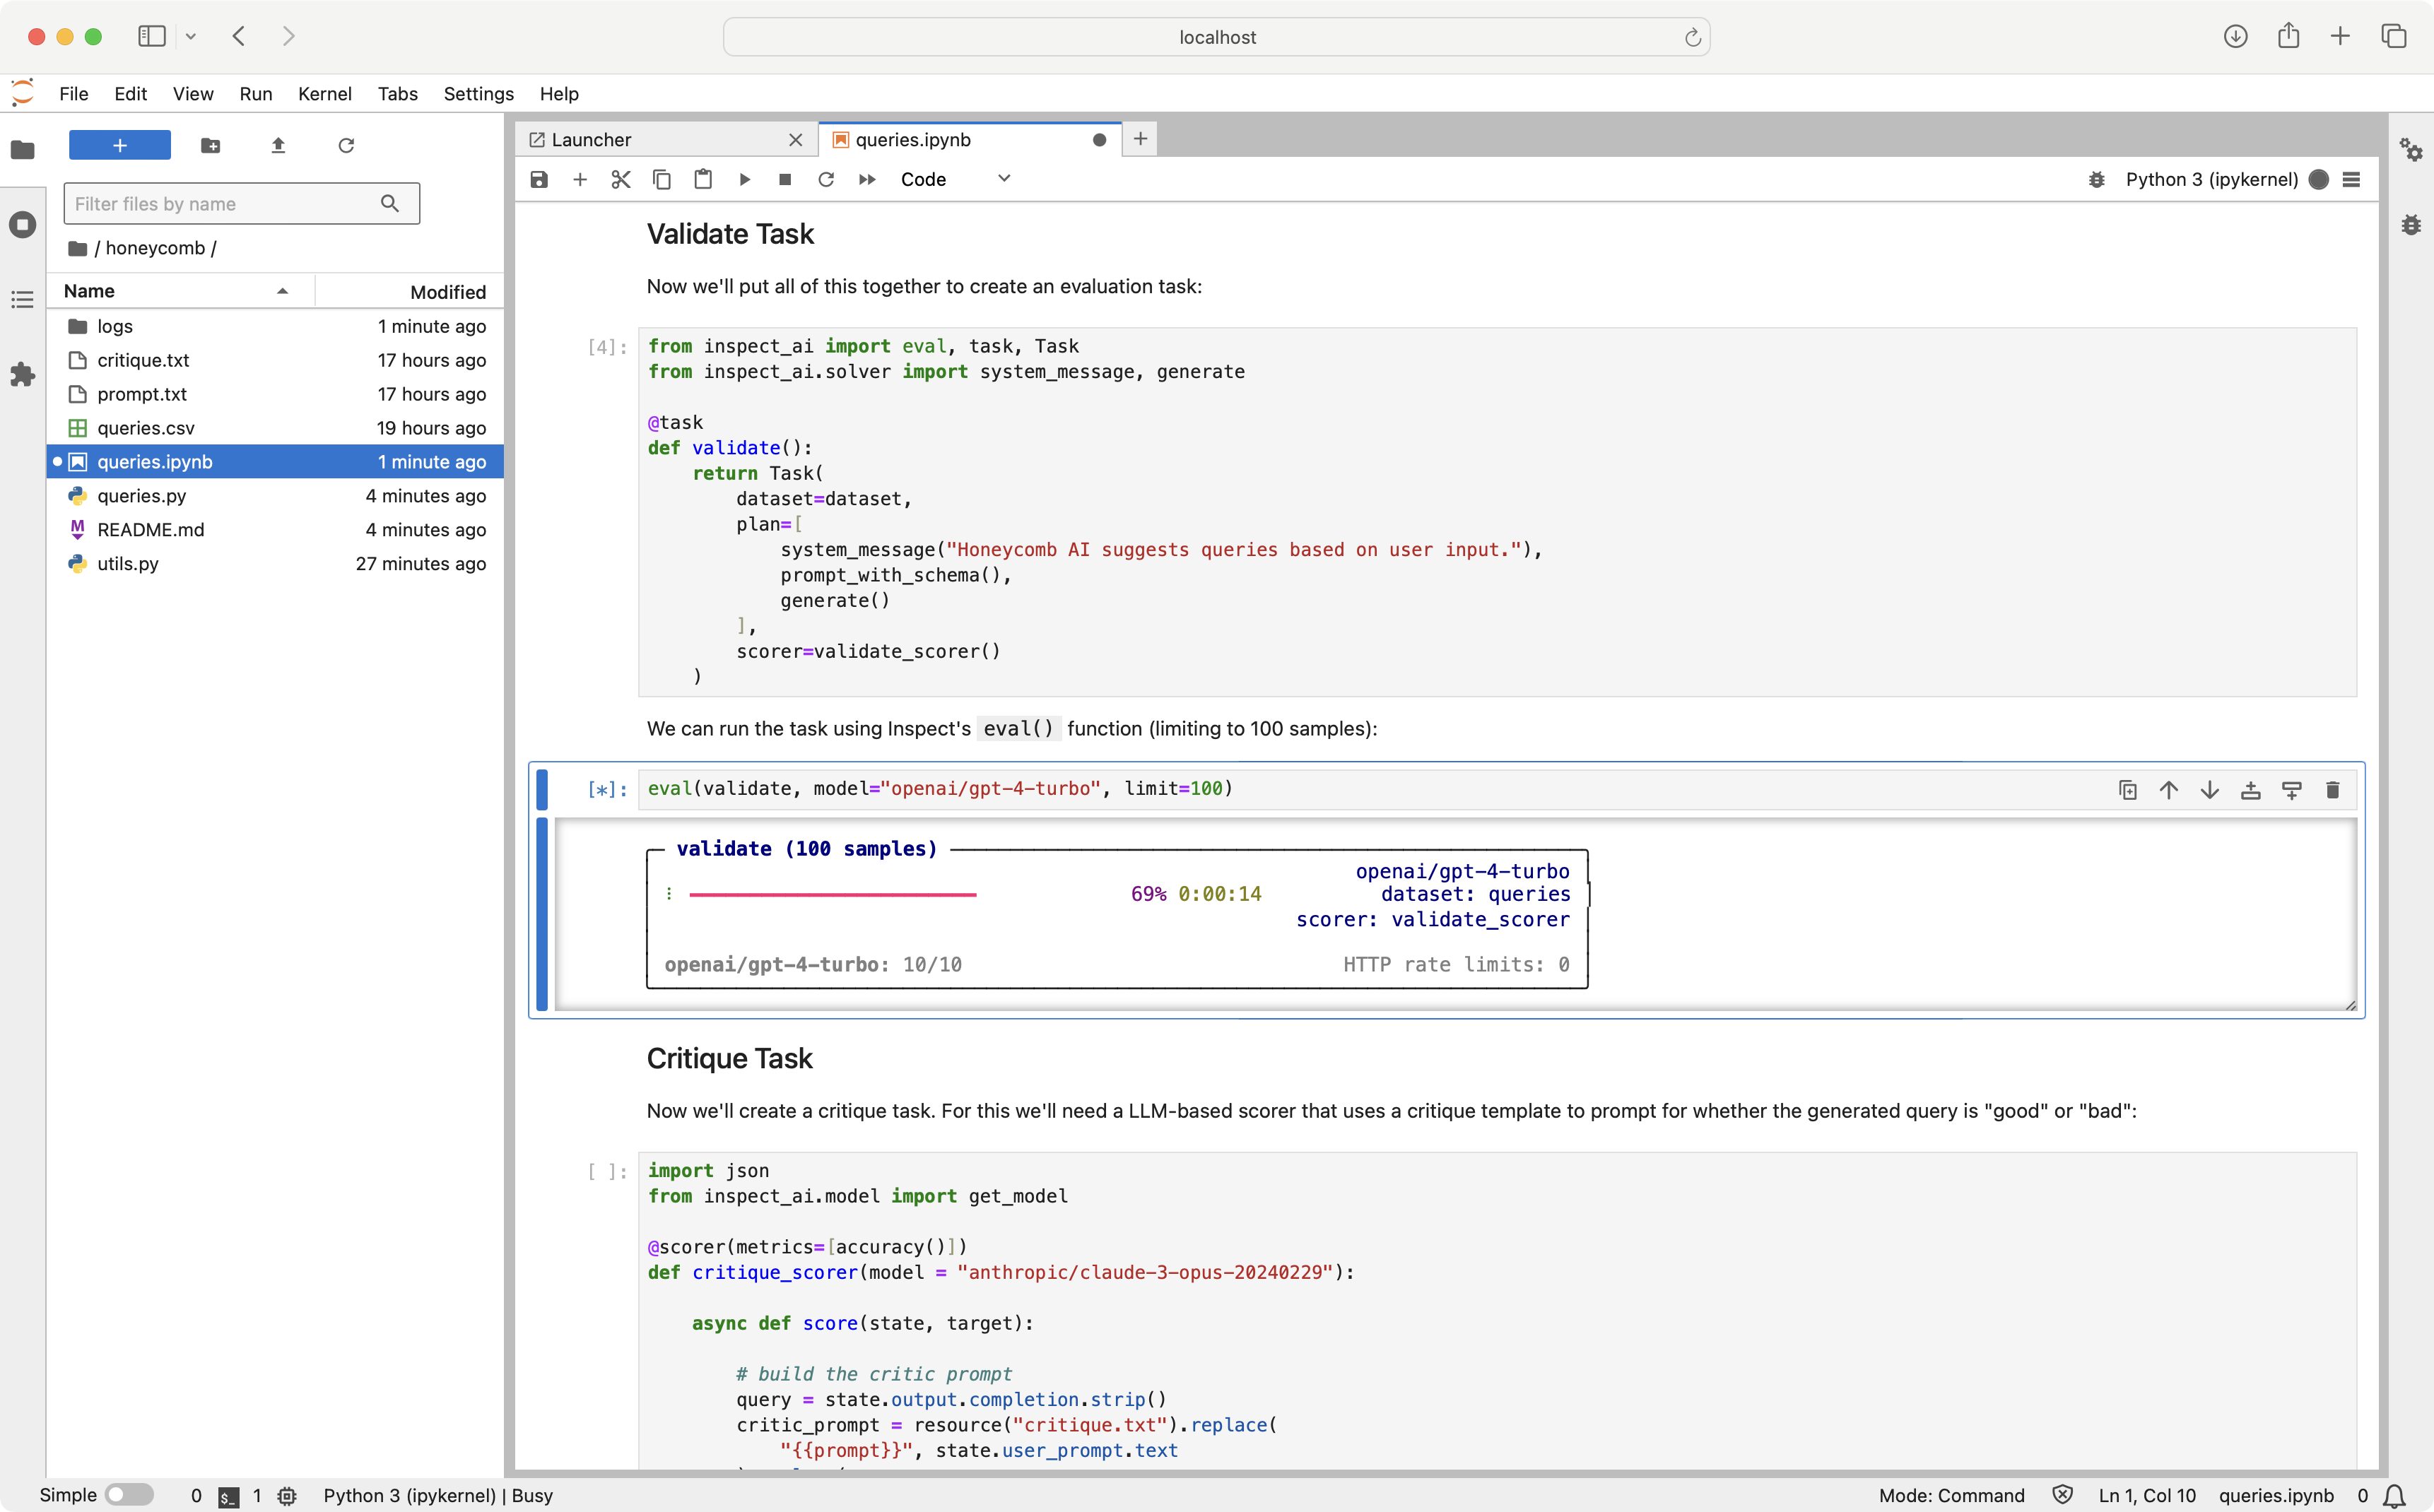 localhost
File Edit View Run Kernel Tabs Settings Help
Filter files by name
/ honeycomb /
Name Modified
logs 1 minute ago
critique.txt 17 hours ago
prompt.txt 17 hours ago
queries.csv 19 hours ago
queries.ipynb 1 minute ago
queries.py 4 minutes ago
README.md 4 minutes ago
utils.py 27 minutes ago
Launcher queries.ipynb
Code Python 3 (ipykernel)
Validate Task
Now we'll put all of this together to create an evaluation task:
[4]: from inspect_ai import eval, task, Task
from inspect_ai.solver import system_message, generate
@task
def validate():
return Task(
dataset=dataset,
plan=[
system_message("Honeycomb AI suggests queries based on user input."),
prompt_with_schema(),
generate()
],
scorer=validate_scorer()
)
We can run the task using Inspect's eval() function (limiting to 100 samples):
[*]: eval(validate, model="openai/gpt-4-turbo", limit=100)
validate (100 samples)
openai/gpt-4-turbo
69% 0:00:14 dataset: queries
scorer: validate_scorer
openai/gpt-4-turbo: 10/10 HTTP rate limits: 0
Critique Task
Now we'll create a critique task. For this we'll need a LLM-based scorer that uses a critique template to prompt for whether the generated query is "good" or "bad":
[ ]: import json
from inspect_ai.model import get_model
@scorer(metrics=[accuracy()])
def critique_scorer(model = "anthropic/claude-3-opus-20240229"):
async def score(state, target):
# build the critic prompt
query = state.output.completion.strip()
critic_prompt = resource("critique.txt").replace(
"{{prompt}}", state.user_prompt.text
Simple 0 $_ 1 Python 3 (ipykernel) | Busy Mode: Command Ln 1, Col 10 queries.ipynb 0